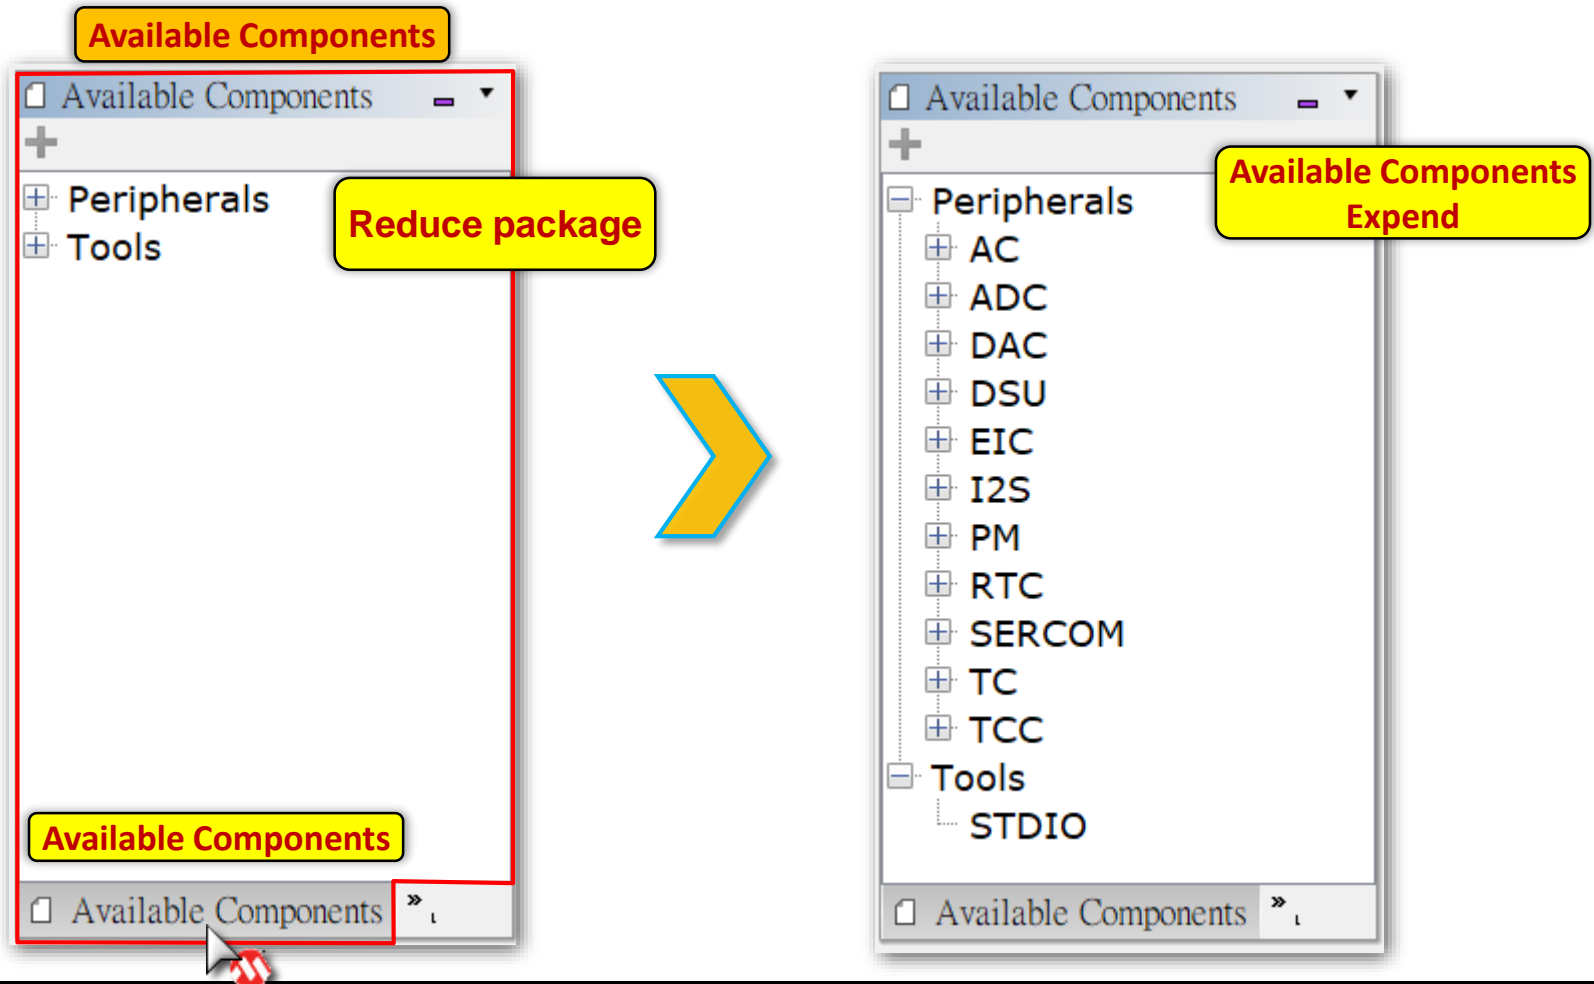 Available Components
Available Components
Peripherals
Tools
Reduce package
Available Components
Available Components
Available Components
Available Components
Expend
Peripherals
AC
ADC
DAC
DSU
EIC
I2S
PM
RTC
SERCOM
TC
TCC
Tools
STDIO
Available Components